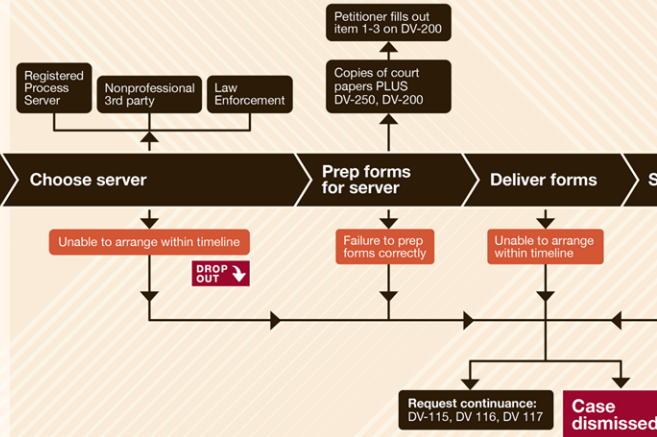 Petitioner fills out
item 1-3 on DV-200
Registered
Process
Server
Nonprofessional
3rd party
Law
Enforcement
Copies of court
papers PLUS
DV-250, DV-200
Choose server
Prep forms
for server
Deliver forms
S
Unable to arrange within timeline
Failure to prep
forms correctly
Unable to arrange
within timeline
DROP
OUT
Request continuance:
DV-115, DV 116, DV 117
Case
dismissed